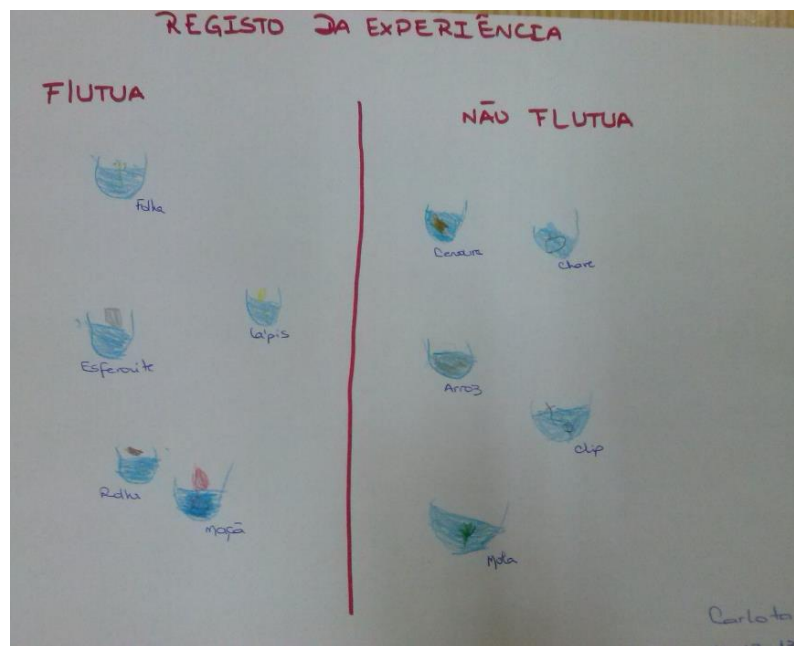 REGISTO DA EXPERIÊNCIA
FLUTUA
Folha
Lápis
Esferovite
Rolha
Maçã
NÃO FLUTUA
Cenoura
Chave
Arroz
Clip
Mola
Carlota